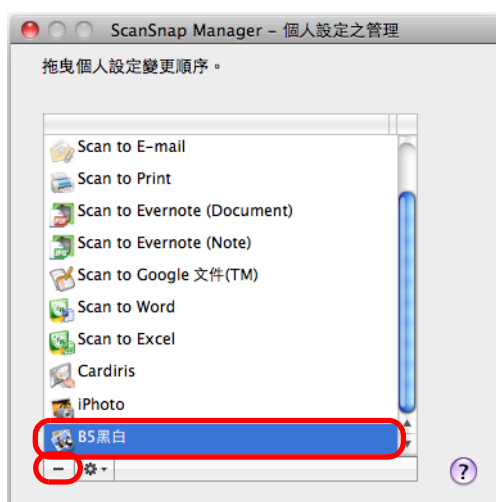 ScanSnap Manager – 個人設定之管理
拖曳個人設定變更順序。
Scan to E-mail
Scan to Print
Scan to Evernote (Document)
Scan to Evernote (Note)
Scan to Google 文件(TM)
Scan to Word
Scan to Excel
Cardiris
iPhoto
B5黑白
?